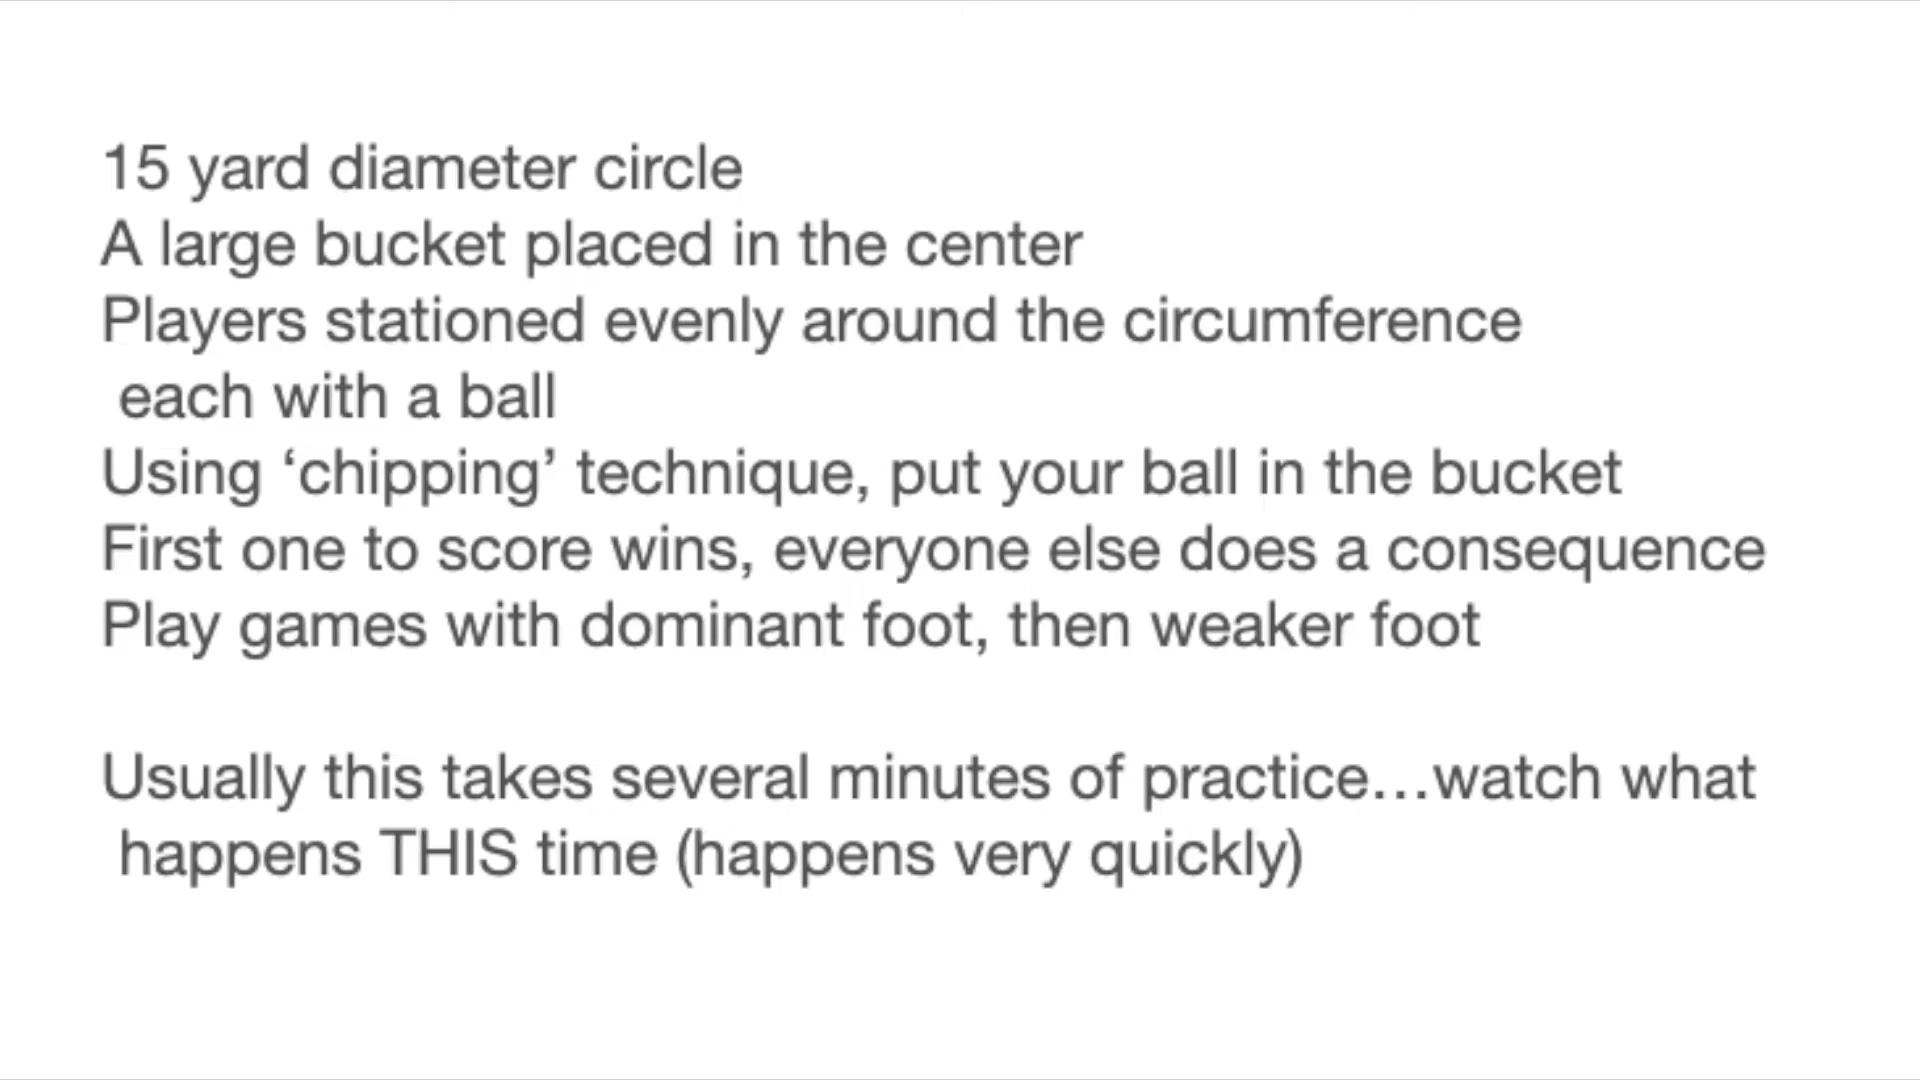 15 yard diameter circle
A large bucket placed in the center
Players stationed evenly around the circumference
each with a ball
Using ‘chipping’ technique, put your ball in the bucket
First one to score wins, everyone else does a consequence
Play games with dominant foot, then weaker foot
Usually this takes several minutes of practice…watch what
happens THIS time (happens very quickly)